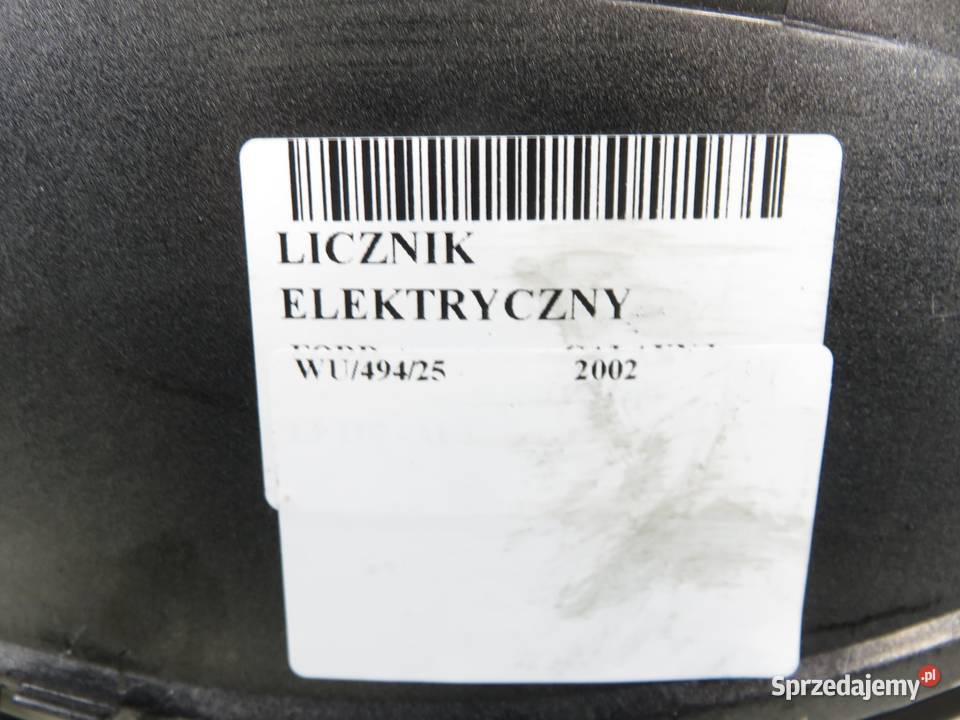 LICZNIK
ELEKTRYCZNY
WU/494/25 2002
Sprzedajemy.pl